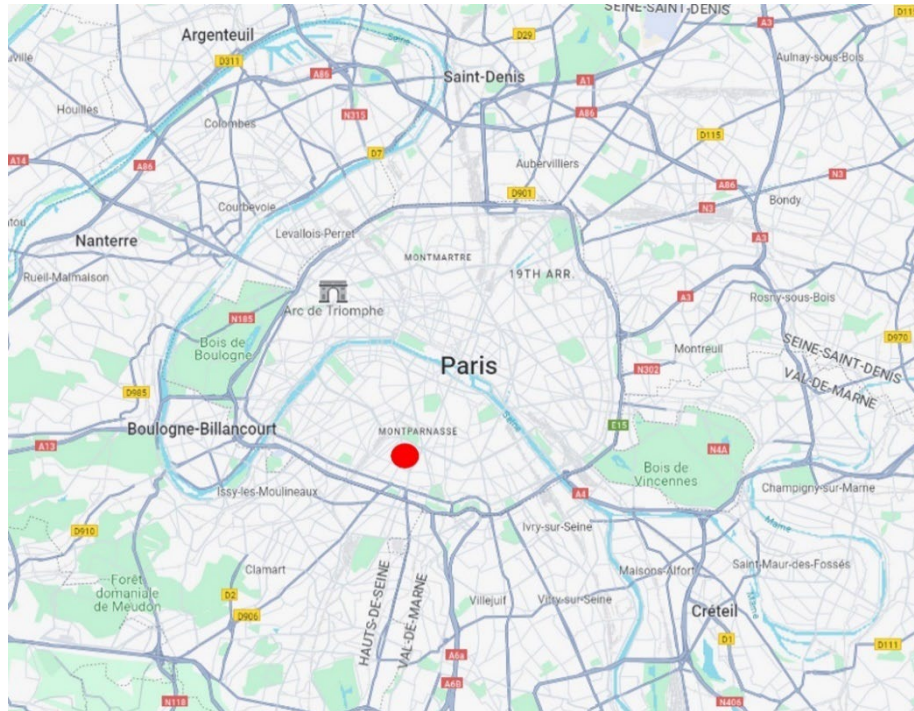 SEINE-SAINT-DENIS
A3
D29
Argenteuil
D311
A86
Saint-Denis
A1
Aulnay-sous-Bois
Houilles
Colombes
N315
A86
D115
A14
A86
D7
Aubervilliers
D901
A86
N3
N3
Bondy
Courbevoie
Levallois-Perret
Nanterre
A3
MONTMARTRE
19TH ARR.
Rueil-Malmaison
A3
Rosny-sous-Bois
Arc de Triomphe
N185
Bois de
Boulogne
D970
Montreuil
SEINE-SAINT-DENIS
VAL-DE-MARNE
Paris
N302
D985
Seine
E15
Boulogne-Billancourt
MONTPARNASSE
A13
N4A
Bois de
Vincennes
Issy-les-Moulineaux
A4
Champigny-sur-Marne
D910
Ivry-sur-Seine
Marne
Clamart
Maisons-Alfort
Saint-Maur-des-Fossés
Forêt
domaniale
de Meudon
D2
D906
HAUTS-DE-SEINE
VAL-DE-MARNE
Villejuif
Vitry-sur-Seine
Marne
Créteil
D1
D111
A6a
A6B
N118
N406